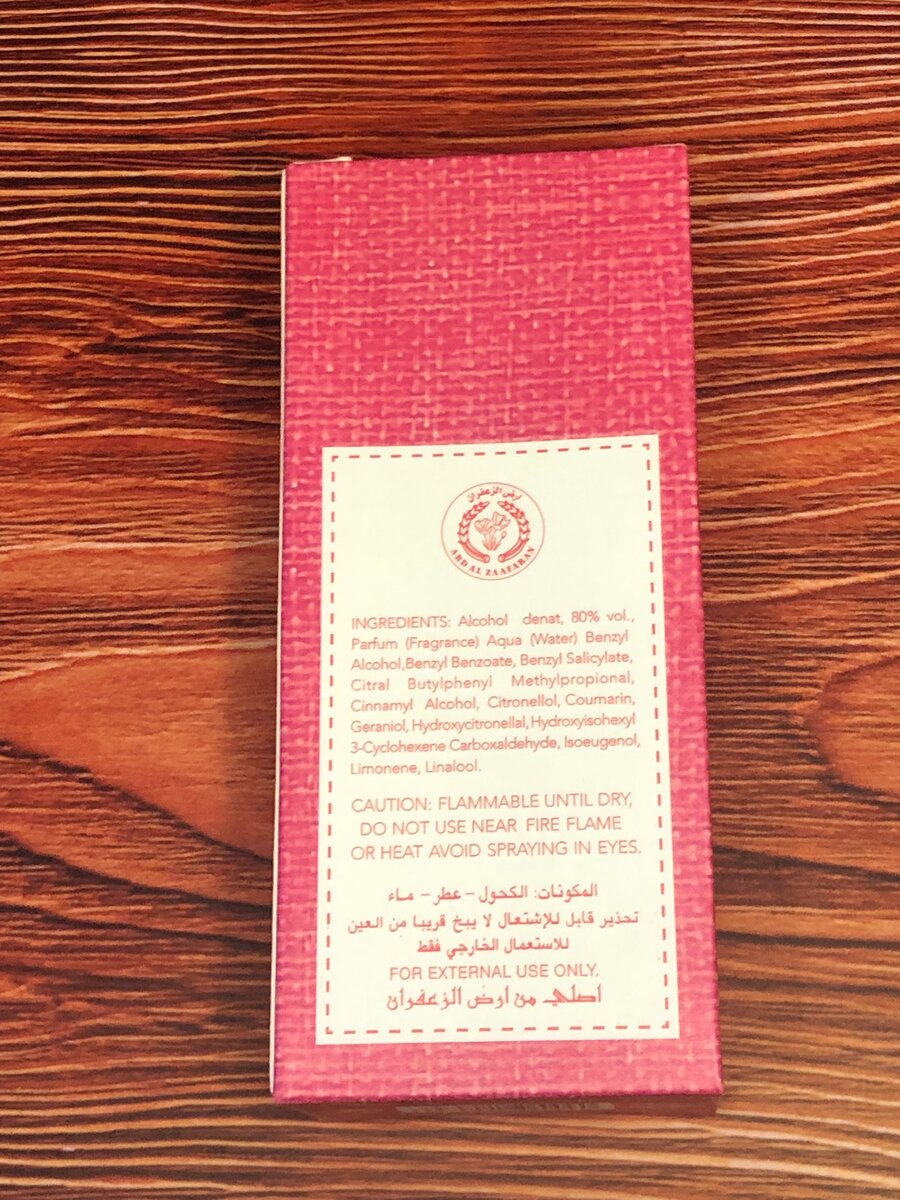 ارض الزعفران
ARD AL ZAAFARAN
INGREDIENTS: Alcohol denat, 80% vol.,
Parfum (Fragrance) Aqua (Water) Benzyl
Alcohol,Benzyl Benzoate, Benzyl Salicylate,
Citral Butylphenyl Methylpropional,
Cinnamyl Alcohol, Citronellol, Coumarin,
Geraniol, Hydroxycitronellal, Hydroxyisohexyl
3-Cyclohexene Carboxaldehyde, Isoeugenol,
Limonene, Linalool.
CAUTION: FLAMMABLE UNTIL DRY,
DO NOT USE NEAR FIRE FLAME
OR HEAT AVOID SPRAYING IN EYES.
المكونات: الكحول - عطر - ماء
تحذير قابل للإشتعال لا يبخ قريبا من العين
للاستعمال الخارجي فقط
FOR EXTERNAL USE ONLY.
اصلي من ارض الزعفران